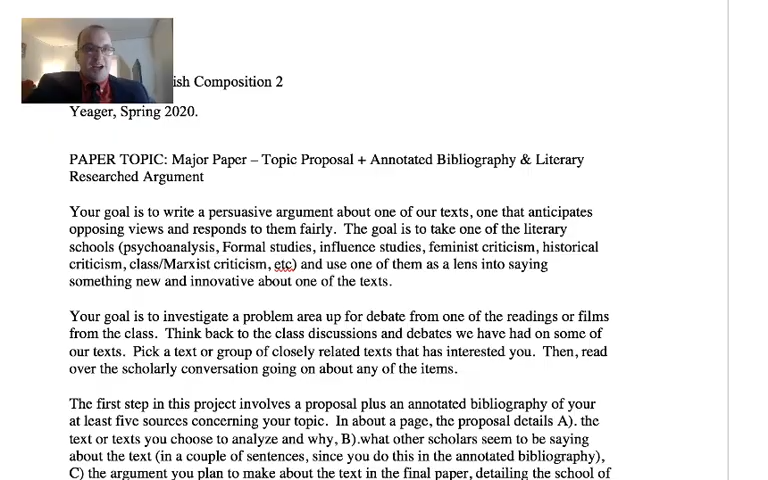 ish Composition 2
Yeager, Spring 2020.
PAPER TOPIC: Major Paper – Topic Proposal + Annotated Bibliography & Literary
Researched Argument
Your goal is to write a persuasive argument about one of our texts, one that anticipates
opposing views and responds to them fairly. The goal is to take one of the literary
schools (psychoanalysis, Formal studies, influence studies, feminist criticism, historical
criticism, class/Marxist criticism, etc) and use one of them as a lens into saying
something new and innovative about one of the texts.
Your goal is to investigate a problem area up for debate from one of the readings or films
from the class. Think back to the class discussions and debates we have had on some of
our texts. Pick a text or group of closely related texts that has interested you. Then, read
over the scholarly conversation going on about any of the items.
The first step in this project involves a proposal plus an annotated bibliography of your
at least five sources concerning your topic. In about a page, the proposal details A). the
text or texts you choose to analyze and why, B).what other scholars seem to be saying
about the text (in a couple of sentences, since you do this in the annotated bibliography),
C) the argument you plan to make about the text in the final paper, detailing the school of